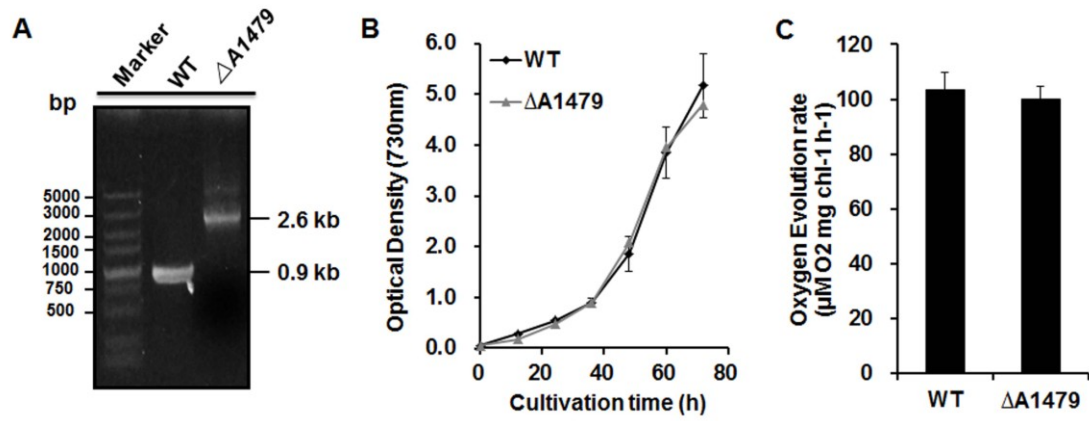 A
Marker
WT
△A1479
bp
5000
3000
2000
1500
1000
750
500
2.6 kb
0.9 kb
B
WT
ΔA1479
Optical Density (730nm)
6.0
5.0
4.0
3.0
2.0
1.0
0.0
0 20 40 60 80
Cultivation time (h)
C
Oxygen Evolution rate
(µM O2 mg chl-1 h-1)
120
100
80
60
40
20
0
WT ΔA1479